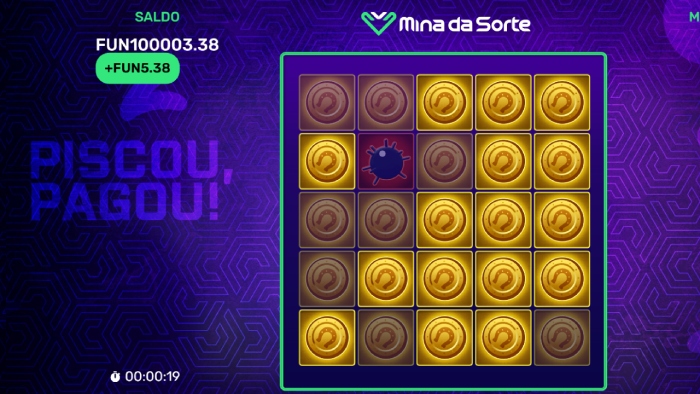 SALDO
FUN100003.38
+FUN5.38
Mina da Sorte
M
PISCOU,
PAGOU!
00:00:19